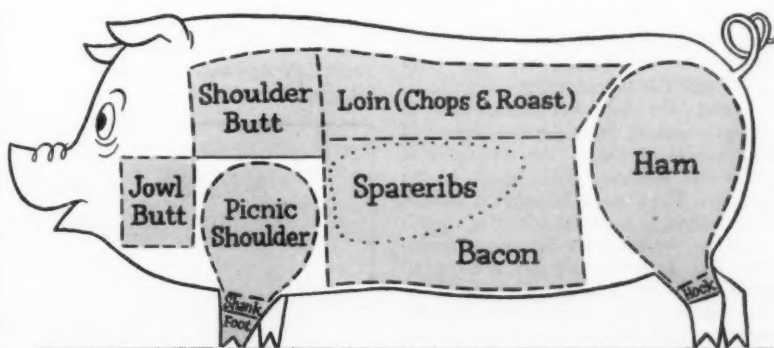 Shoulder
Butt
Loin (Chops & Roast)
Jowl
Butt
Picnic
Shoulder
Spareribs
Bacon
Ham
Shank
Foot
Hock